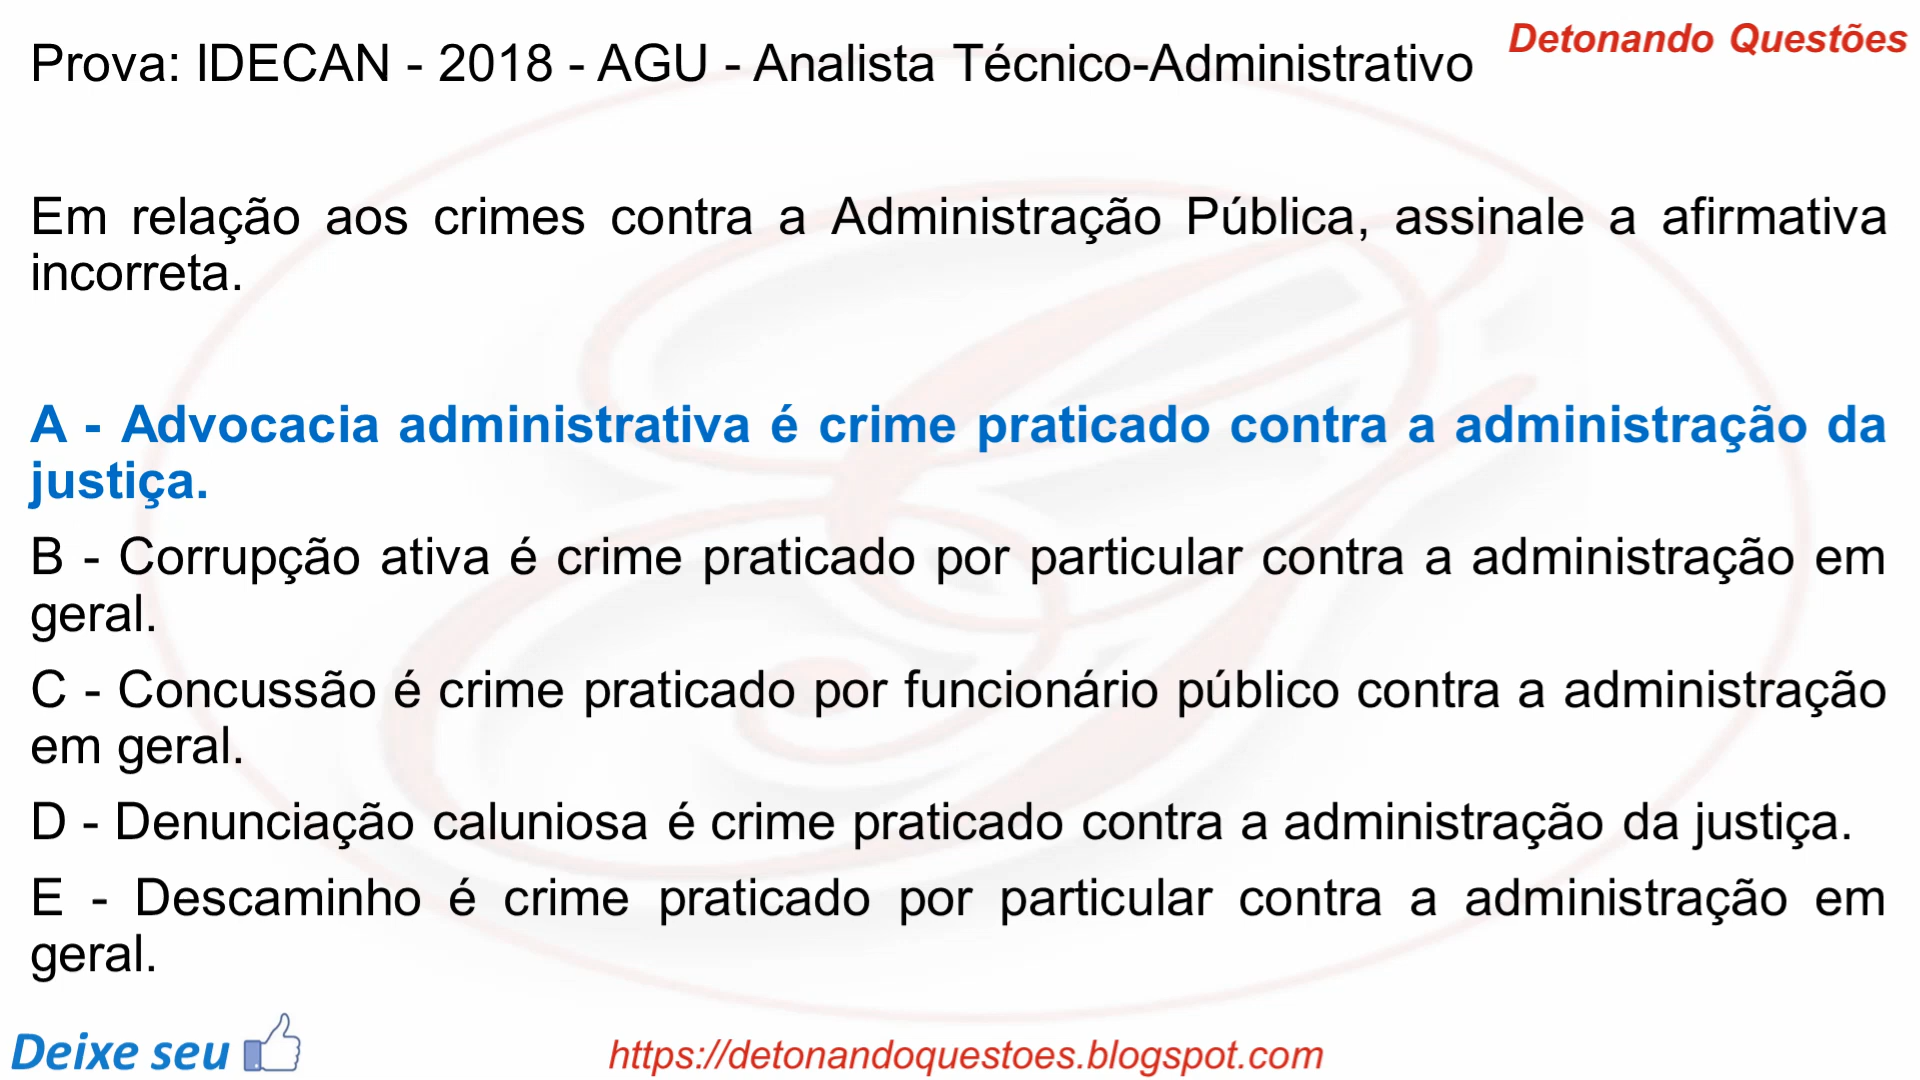 Prova: IDECAN - 2018 - AGU - Analista Técnico-Administrativo
Detonando Questões
Em relação aos crimes contra a Administração Pública, assinale a afirmativa
incorreta.
A - Advocacia administrativa é crime praticado contra a administração da
justiça.
B - Corrupção ativa é crime praticado por particular contra a administração em
geral.
C - Concussão é crime praticado por funcionário público contra a administração
em geral.
D - Denunciação caluniosa é crime praticado contra a administração da justiça.
E - Descaminho é crime praticado por particular contra a administração em
geral.
Deixe seu
https://detonandoquestoes.blogspot.com